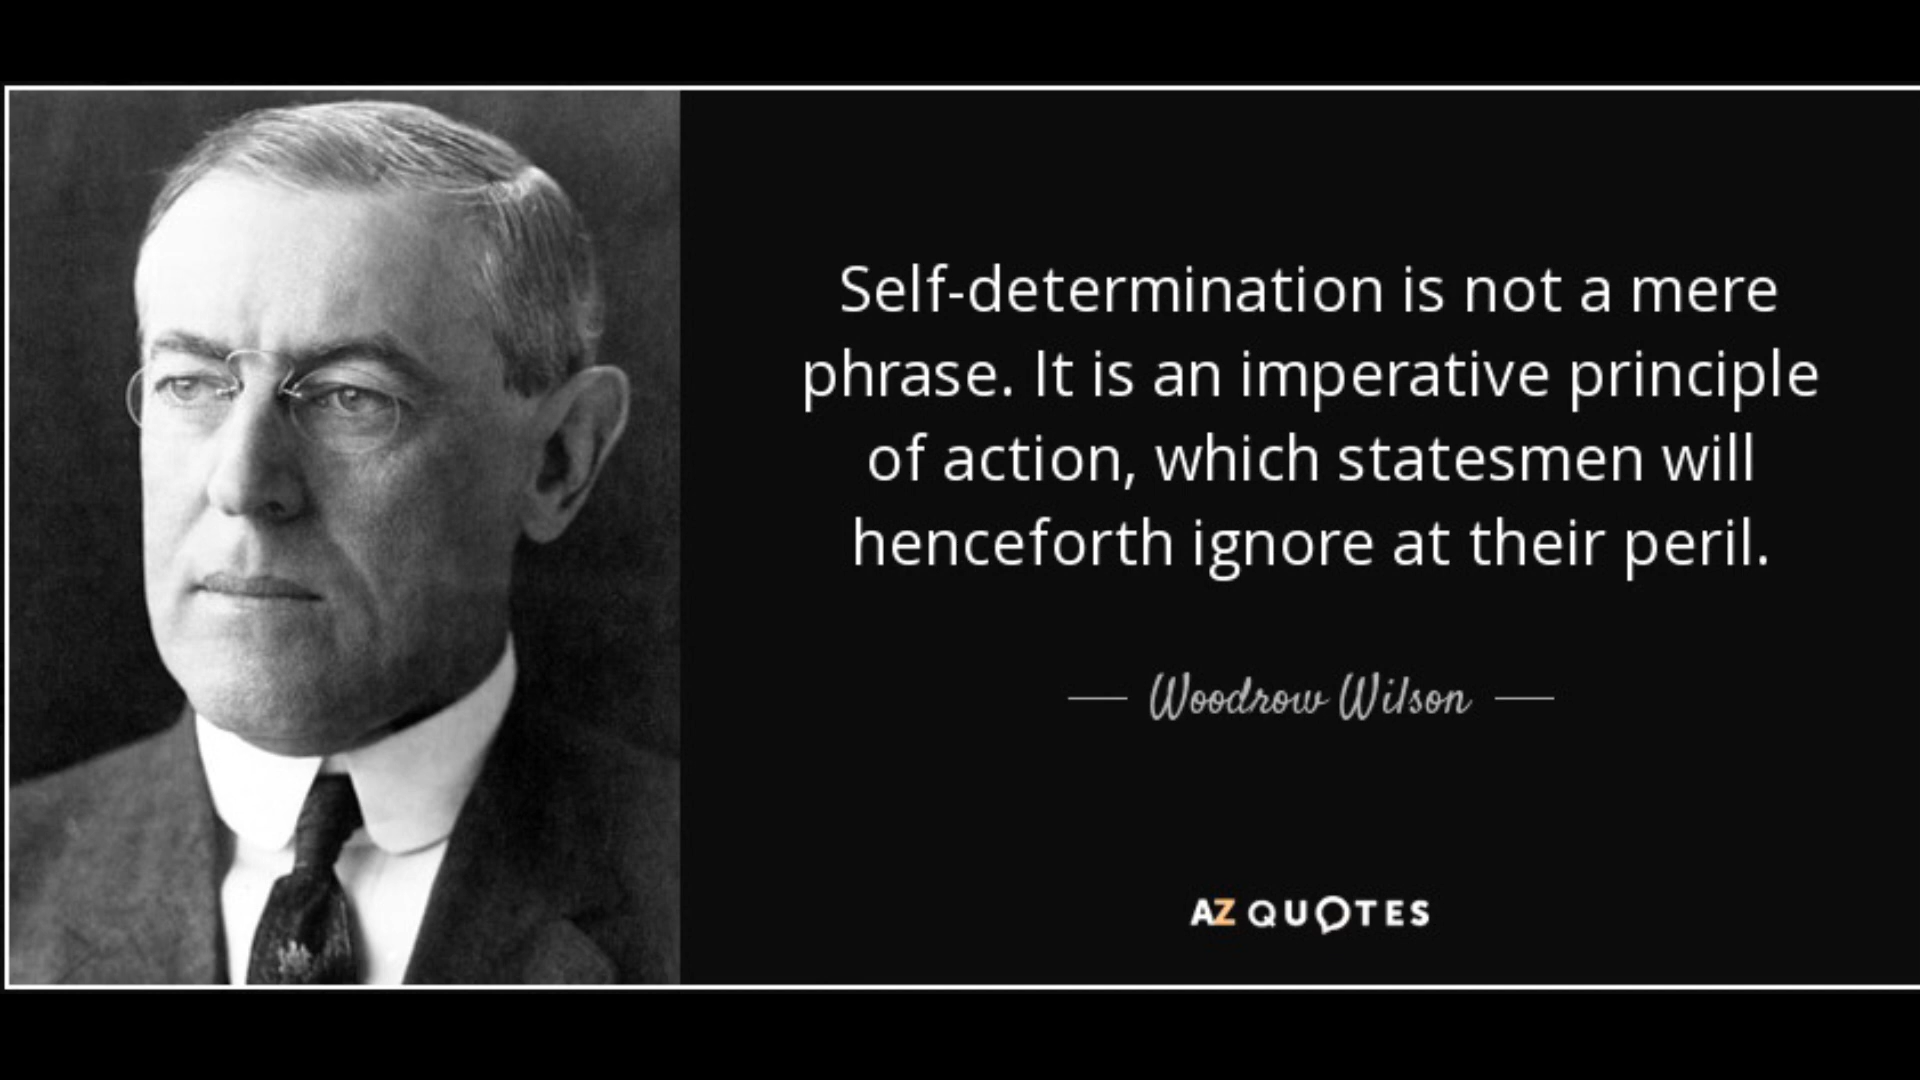 Self-determination is not a mere
phrase. It is an imperative principle
of action, which statesmen will
henceforth ignore at their peril.
Woodrow Wilson
AZ QUOTES